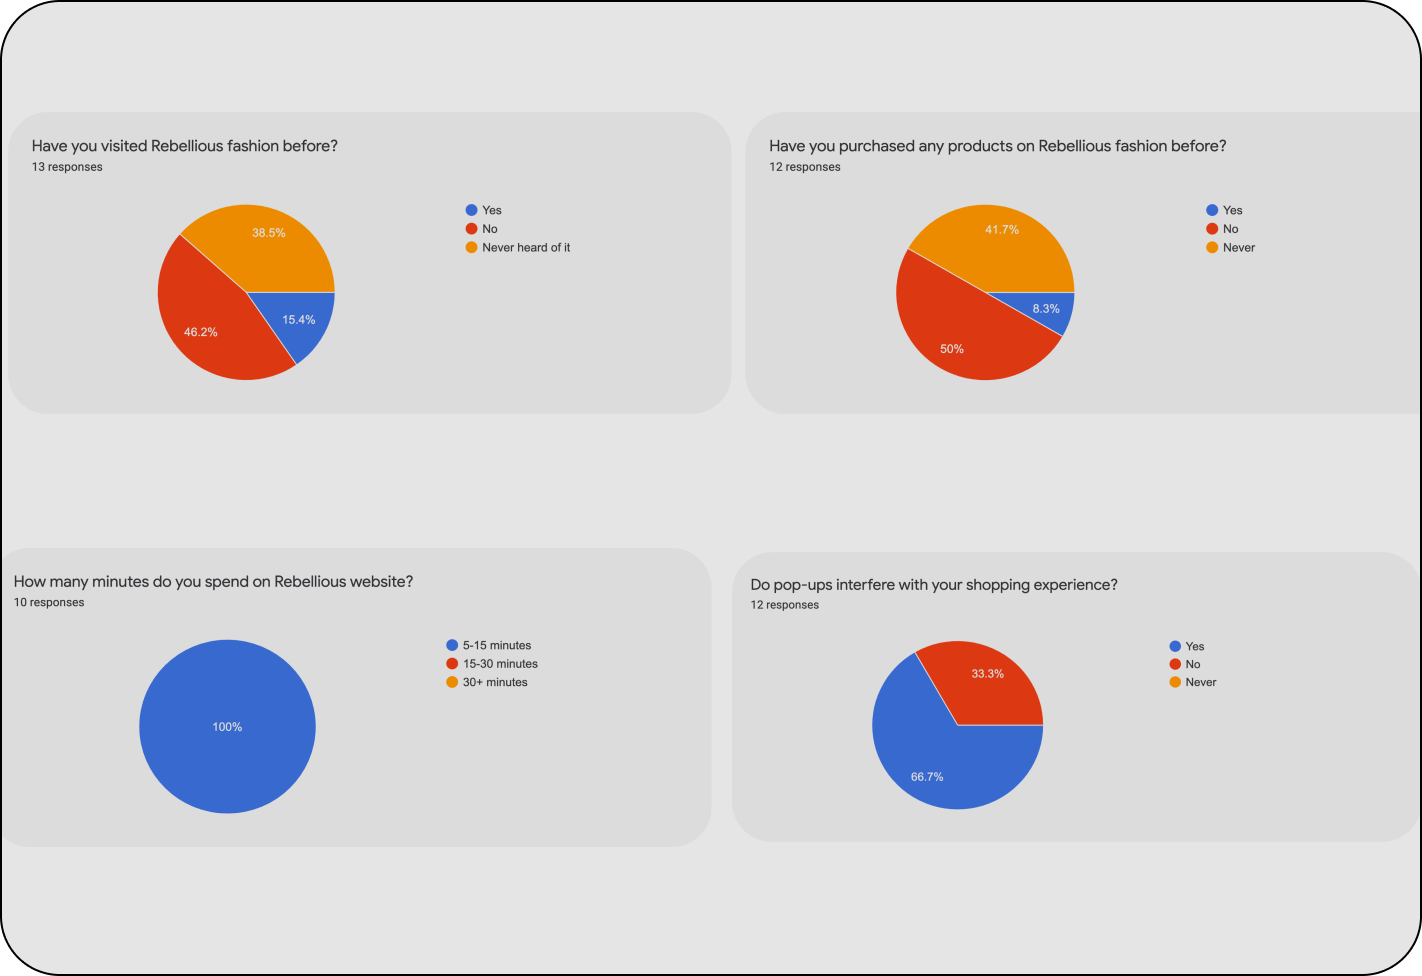 Have you visited Rebellious fashion before?
13 responses
Yes
No
Never heard of it
38.5%
15.4%
46.2%
Have you purchased any products on Rebellious fashion before?
12 responses
Yes
No
Never
41.7%
8.3%
50%
How many minutes do you spend on Rebellious website?
10 responses
5-15 minutes
15-30 minutes
30+ minutes
100%
Do pop-ups interfere with your shopping experience?
12 responses
Yes
No
Never
33.3%
66.7%